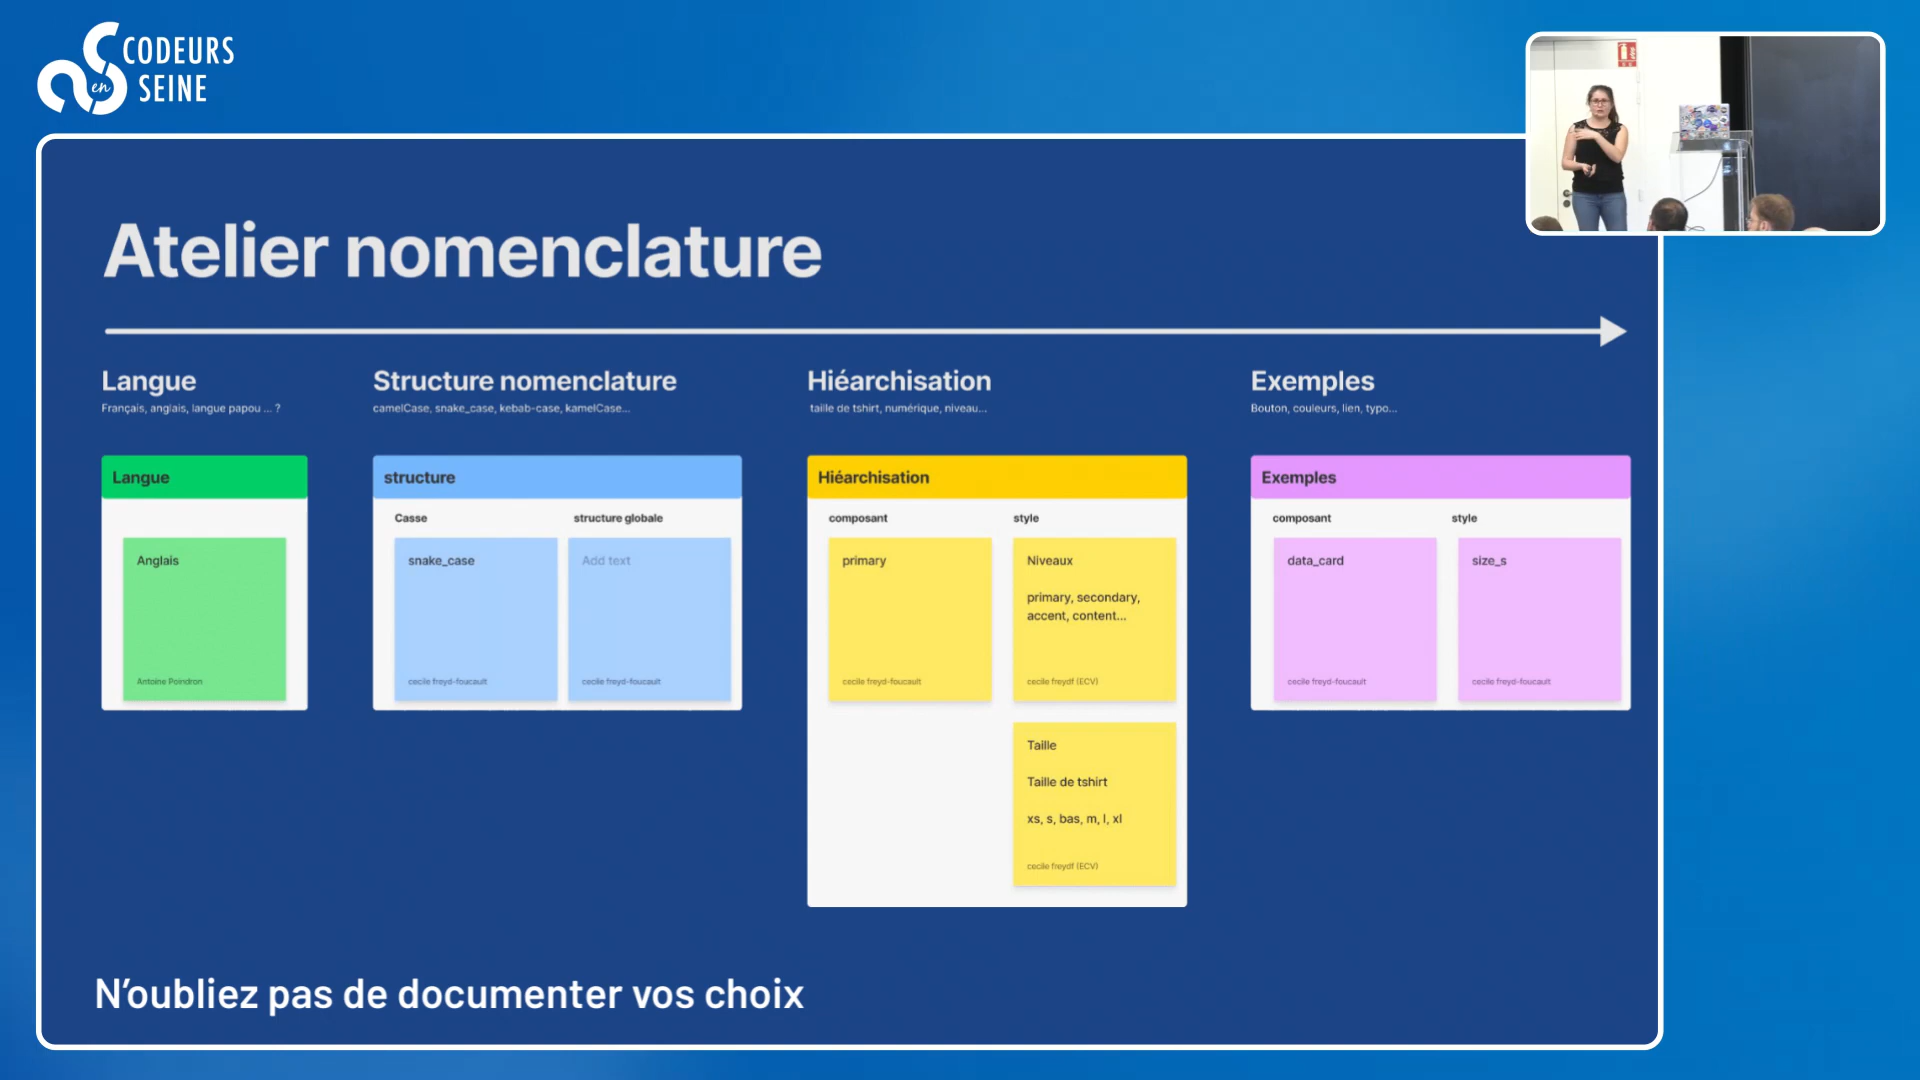 CODEURS
en
SEINE
Atelier nomenclature
Langue
Français, anglais, langue papou ... ?
Structure nomenclature
camelCase, snake_case, kebab-case, kamelCase...
Hiéarchisation
taille de tshirt, numérique, niveau...
Exemples
Bouton, couleurs, lien, typo...
Langue
Anglais
Antoine Poindron
structure
Casse
structure globale
snake_case
cecile freyd-foucault
Add text
cecile freyd-foucault
Hiéarchisation
composant
style
primary
cecile freyd-foucault
Niveaux
primary, secondary,
accent, content...
cecile freydf (ECV)
Taille
Taille de tshirt
xs, s, bas, m, l, xl
cecile freydf (ECV)
Exemples
composant
style
data_card
cecile freyd-foucault
size_s
cecile freyd-foucault
N'oubliez pas de documenter vos choix